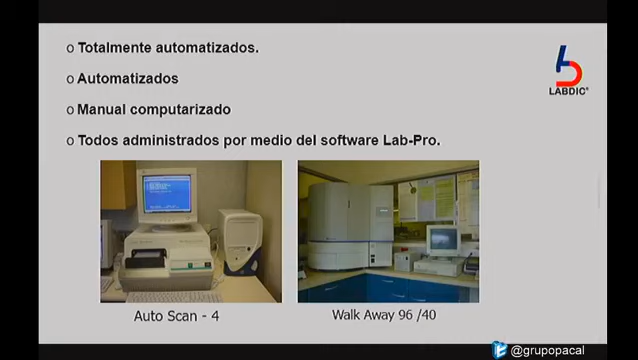 o Totalmente automatizados.
o Automatizados
o Manual computarizado
o Todos administrados por medio del software Lab-Pro.
LABDIC®
Auto Scan - 4
Walk Away 96 /40
@grupopacal